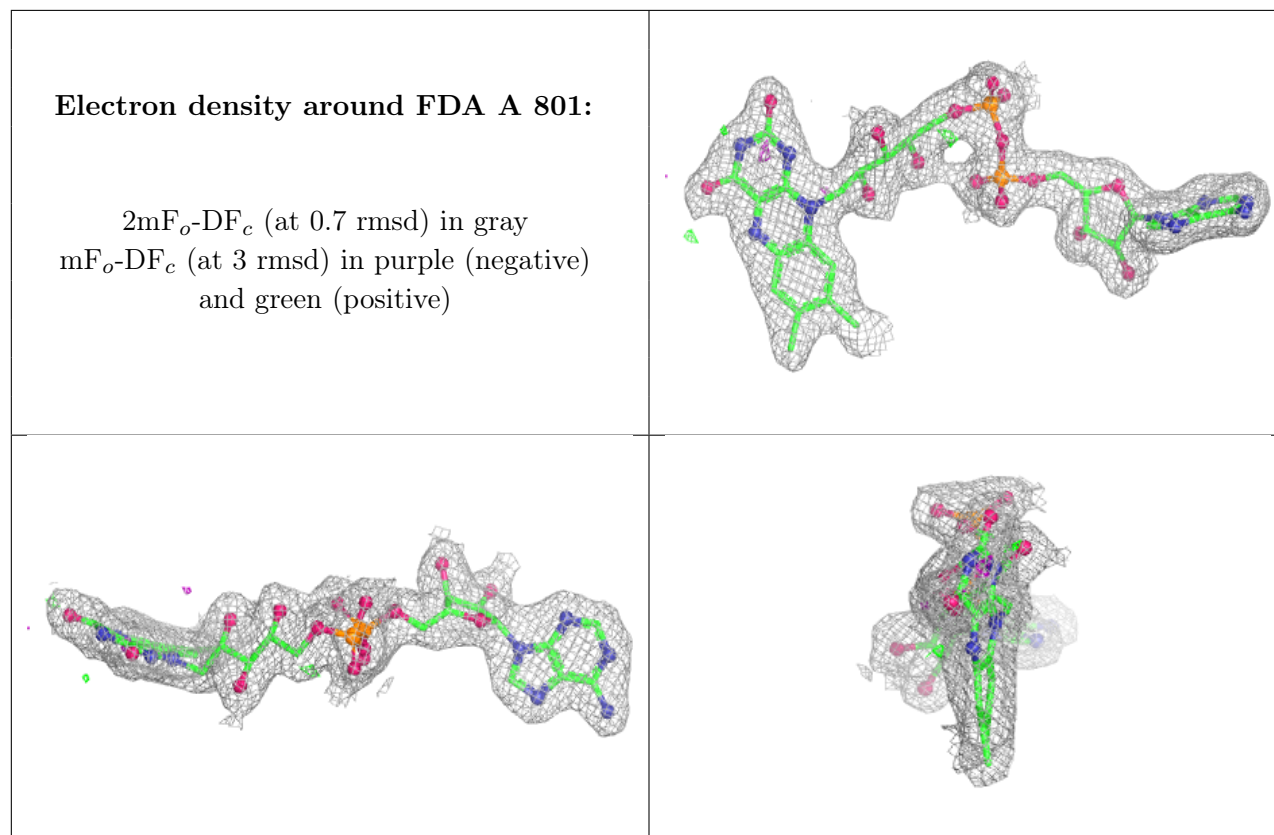 Electron density around FDA A 801:
2mFₒ-DF𝒸 (at 0.7 rmsd) in gray
mFₒ-DF𝒸 (at 3 rmsd) in purple (negative)
and green (positive)